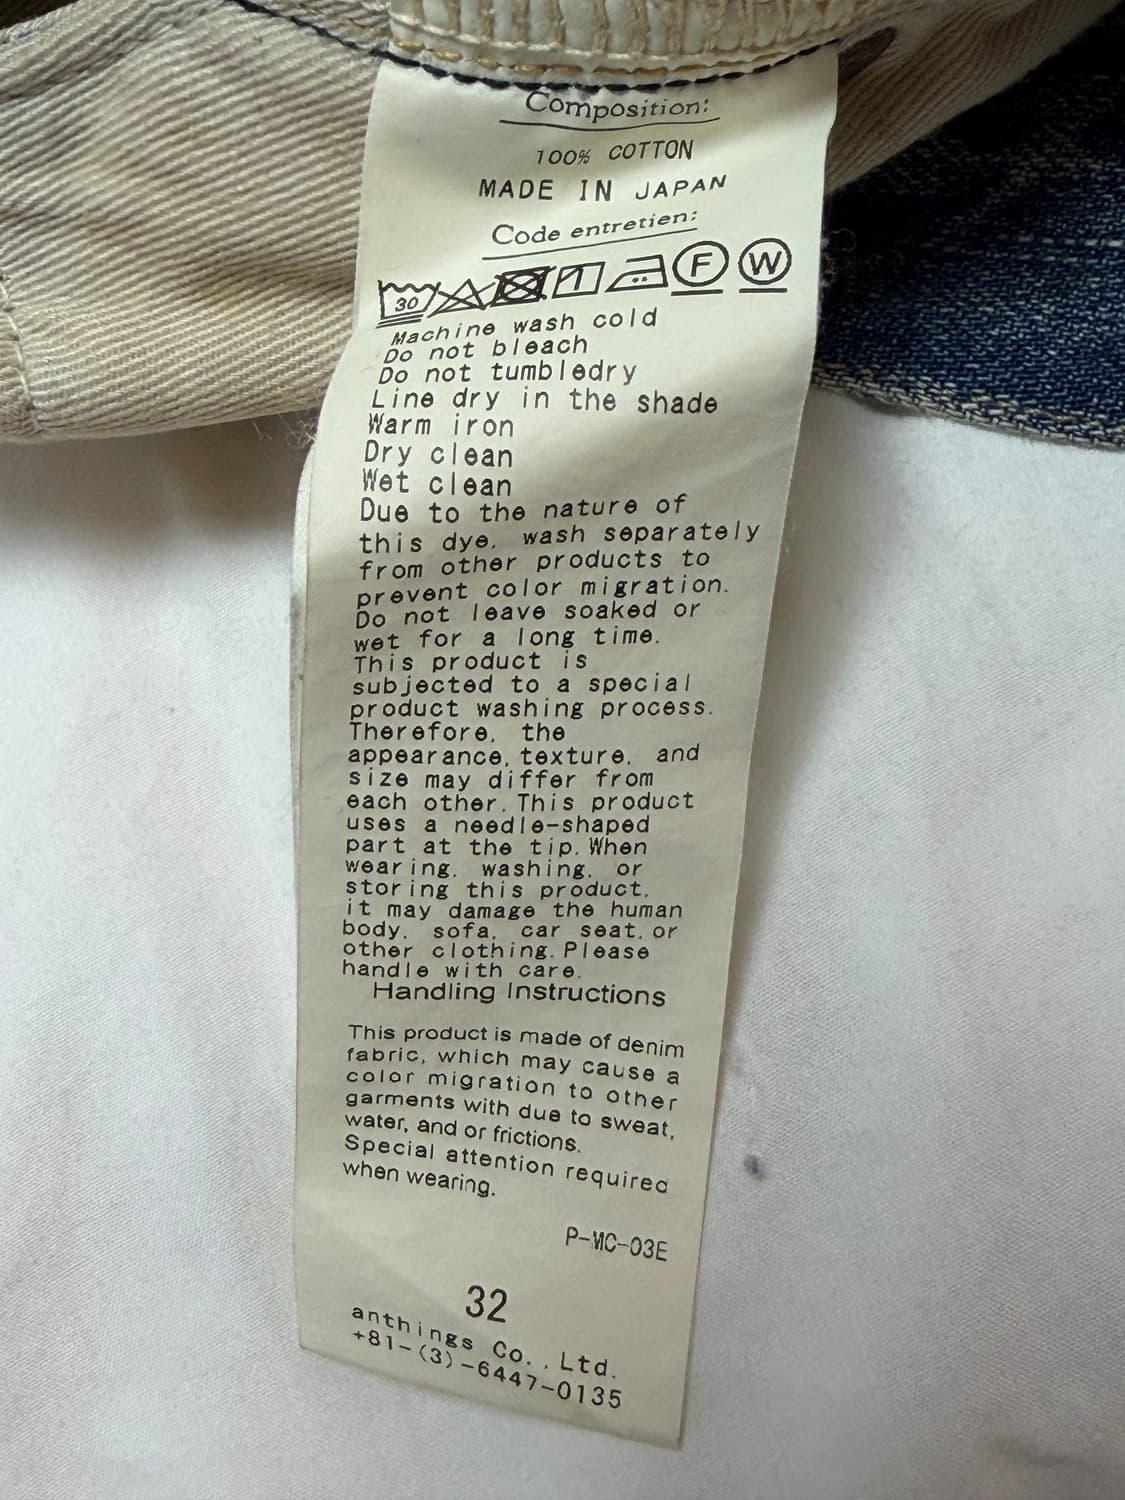 Composition:
100% COTTON
MADE IN JAPAN
Code entretien:
30 F W
Machine wash cold
Do not bleach
Do not tumbledry
Line dry in the shade
Warm iron
Dry clean
Wet clean
Due to the nature of
this dye, wash separately
from other products to
prevent color migration.
Do not leave soaked or
wet for a long time.
This product is
subjected to a special
product washing process.
Therefore, the
appearance, texture, and
size may differ from
each other. This product
uses a needle-shaped
part at the tip. When
wearing, washing, or
storing this product,
it may damage the human
body, sofa, car seat, or
other clothing. Please
handle with care.
Handling Instructions
This product is made of denim
fabric, which may cause a
color migration to other
garments with due to sweat,
water, and or frictions.
Special attention required
when wearing.
P-MC-03E
32
anthings Co., Ltd.
+81-(3)-6447-0135